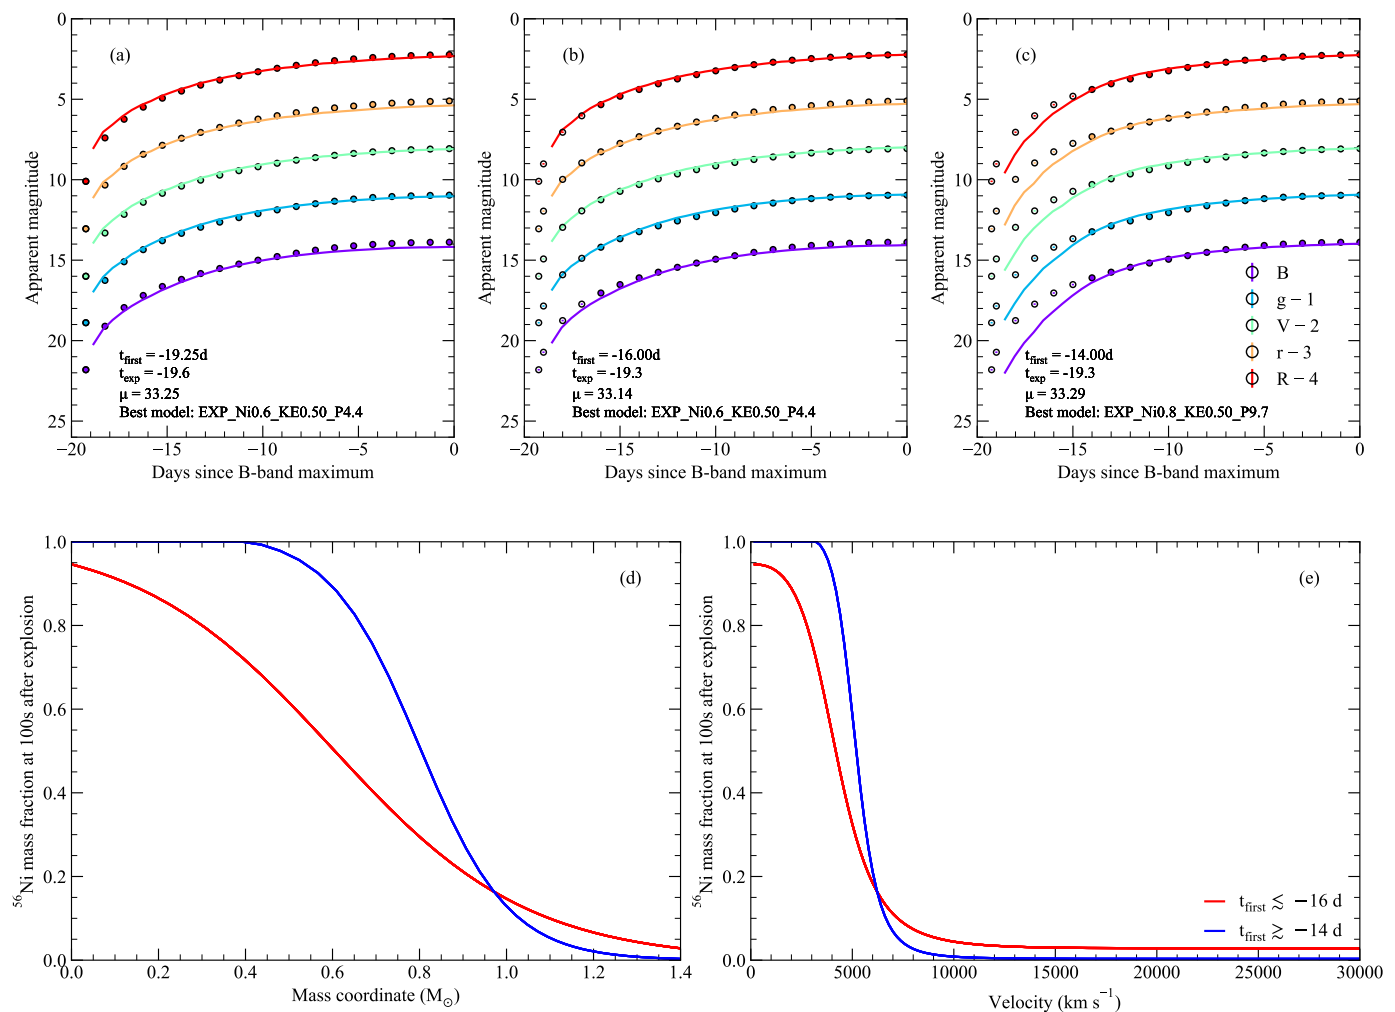 (a)
(b)
(c)
0
5
10
15
20
25
Apparent magnitude
t_first = -19.25d
t_exp = -19.6
μ = 33.25
Best model: EXP_Ni0.6_KE0.50_P4.4
−20 −15 −10 −5 0
Days since B-band maximum
0
5
10
15
20
25
Apparent magnitude
t_first = -16.00d
t_exp = -19.3
μ = 33.14
Best model: EXP_Ni0.6_KE0.50_P4.4
−20 −15 −10 −5 0
Days since B-band maximum
0
5
10
15
20
25
Apparent magnitude
B
g − 1
V − 2
r − 3
R − 4
t_first = -14.00d
t_exp = -19.3
μ = 33.29
Best model: EXP_Ni0.8_KE0.50_P9.7
−20 −15 −10 −5 0
Days since B-band maximum
(d)
1.0
0.8
0.6
0.4
0.2
0.0
⁵⁶Ni mass fraction at 100s after explosion
0.0 0.2 0.4 0.6 0.8 1.0 1.2 1.4
Mass coordinate (M⊙)
(e)
1.0
0.8
0.6
0.4
0.2
0.0
⁵⁶Ni mass fraction at 100s after explosion
t_first ≲ −16 d
t_first ≳ −14 d
0 5000 10000 15000 20000 25000 30000
Velocity (km s⁻¹)